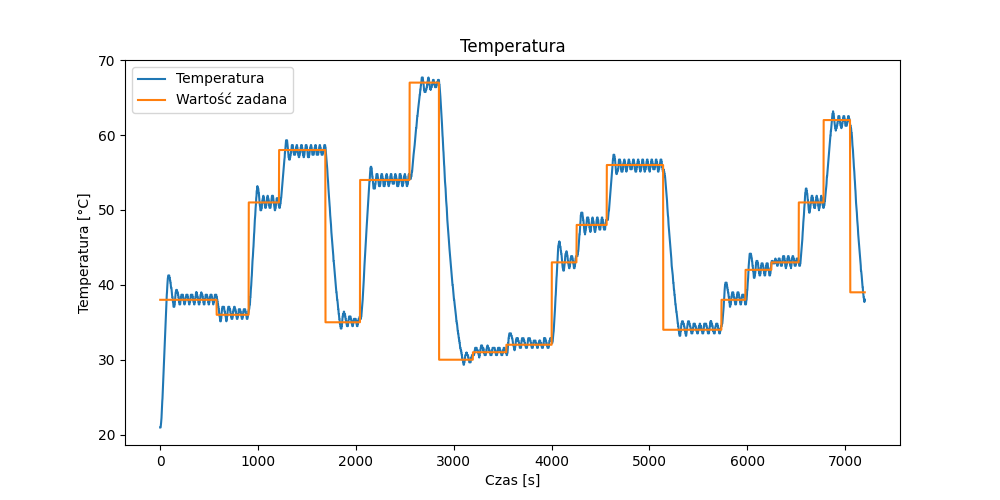 Temperatura
Temperatura
Wartość zadana
Temperatura [°C]
70
60
50
40
30
20
0
1000
2000
3000
4000
5000
6000
7000
Czas [s]